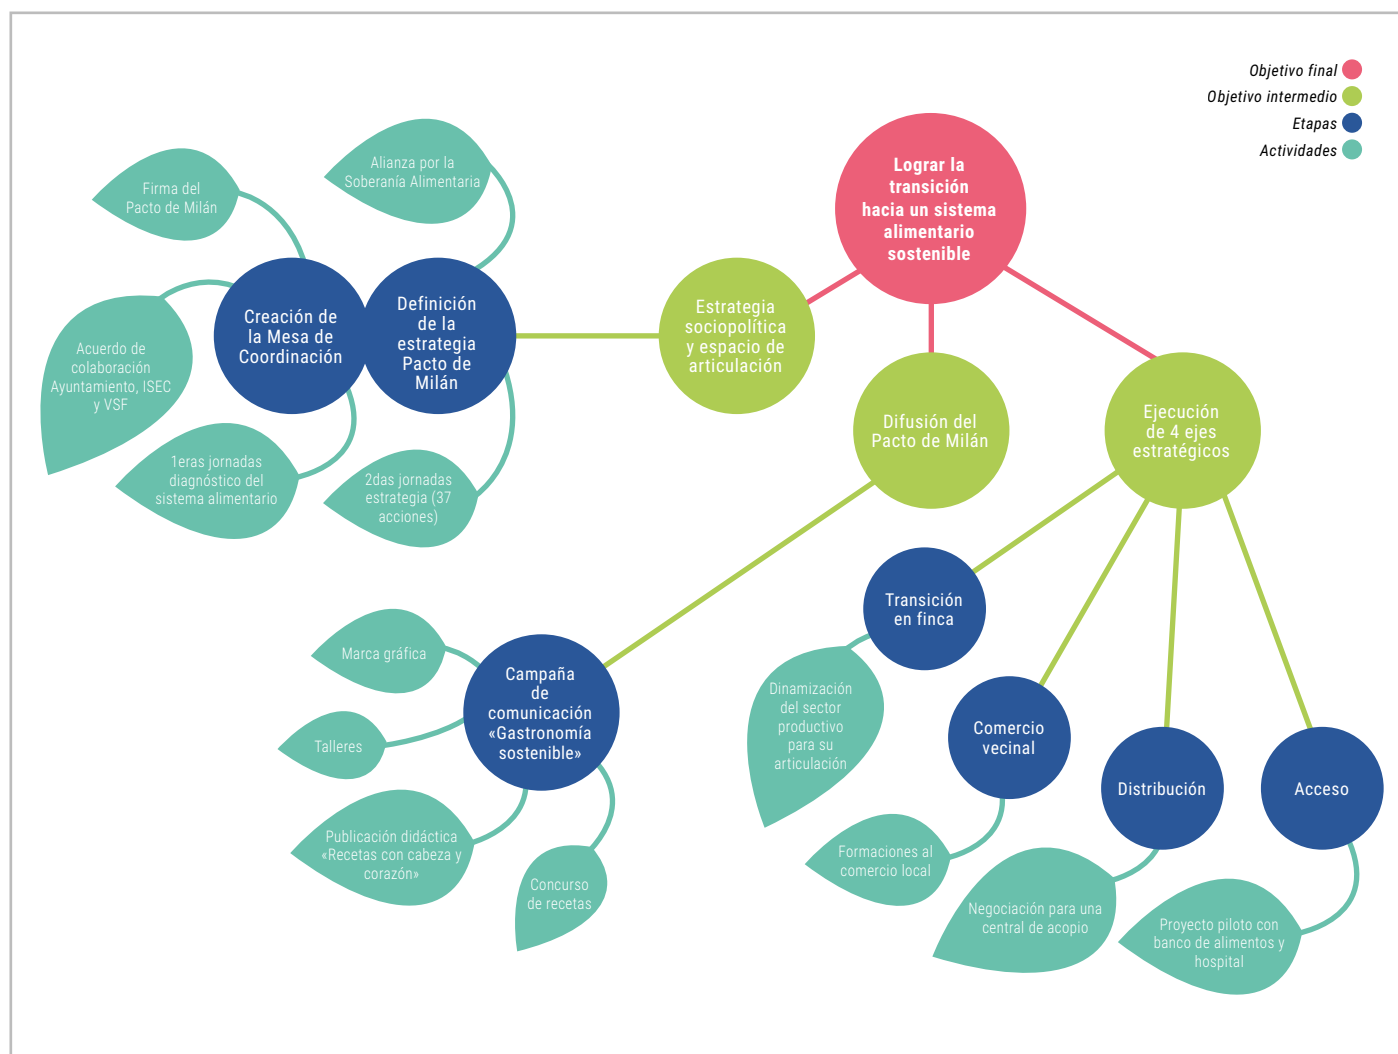 Objetivo final
Objetivo intermedio
Etapas
Actividades
Lograr la
transición
hacia un sistema
alimentario
sostenible
Alianza por la
Soberanía Alimentaria
Firma del
Pacto de Milán
Creación de
la Mesa de
Coordinación
Definición
de la
estrategia
Pacto de
Milán
Estrategia
sociopolítica
y espacio de
articulación
Acuerdo de
colaboración
Ayuntamiento, ISEC
y VSF
1eras jornadas
diagnóstico del
sistema alimentario
2das jornadas
estrategia (37
acciones)
Difusión del
Pacto de Milán
Ejecución
de 4 ejes
estratégicos
Marca gráfica
Talleres
Publicación didáctica
«Recetas con cabeza y
corazón»
Campaña
de
comunicación
«Gastronomía
sostenible»
Concurso
de recetas
Transición
en finca
Dinamización
del sector
productivo
para su
articulación
Comercio
vecinal
Formaciones al
comercio local
Distribución
Negociación para una
central de acopio
Acceso
Proyecto piloto con
banco de alimentos y
hospital